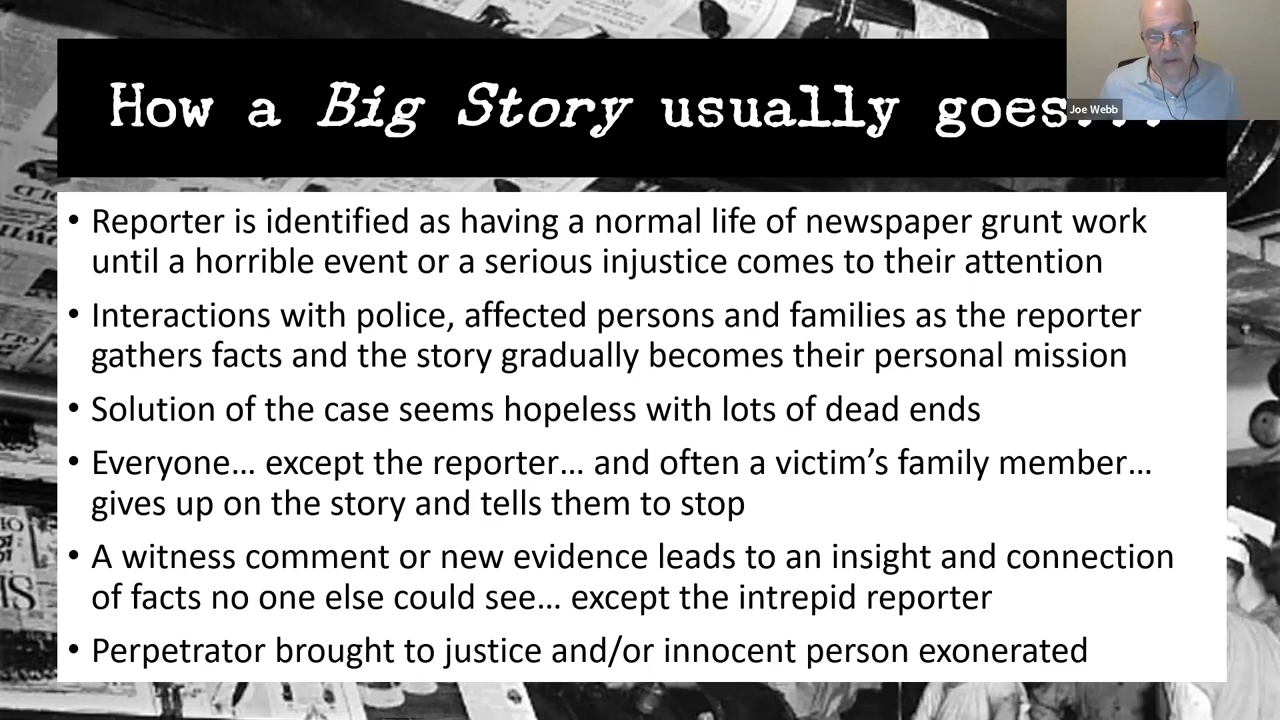 How a Big Story usually goes...
Joe Webb
• Reporter is identified as having a normal life of newspaper grunt work
until a horrible event or a serious injustice comes to their attention
• Interactions with police, affected persons and families as the reporter
gathers facts and the story gradually becomes their personal mission
• Solution of the case seems hopeless with lots of dead ends
• Everyone… except the reporter… and often a victim’s family member…
gives up on the story and tells them to stop
• A witness comment or new evidence leads to an insight and connection
of facts no one else could see… except the intrepid reporter
• Perpetrator brought to justice and/or innocent person exonerated